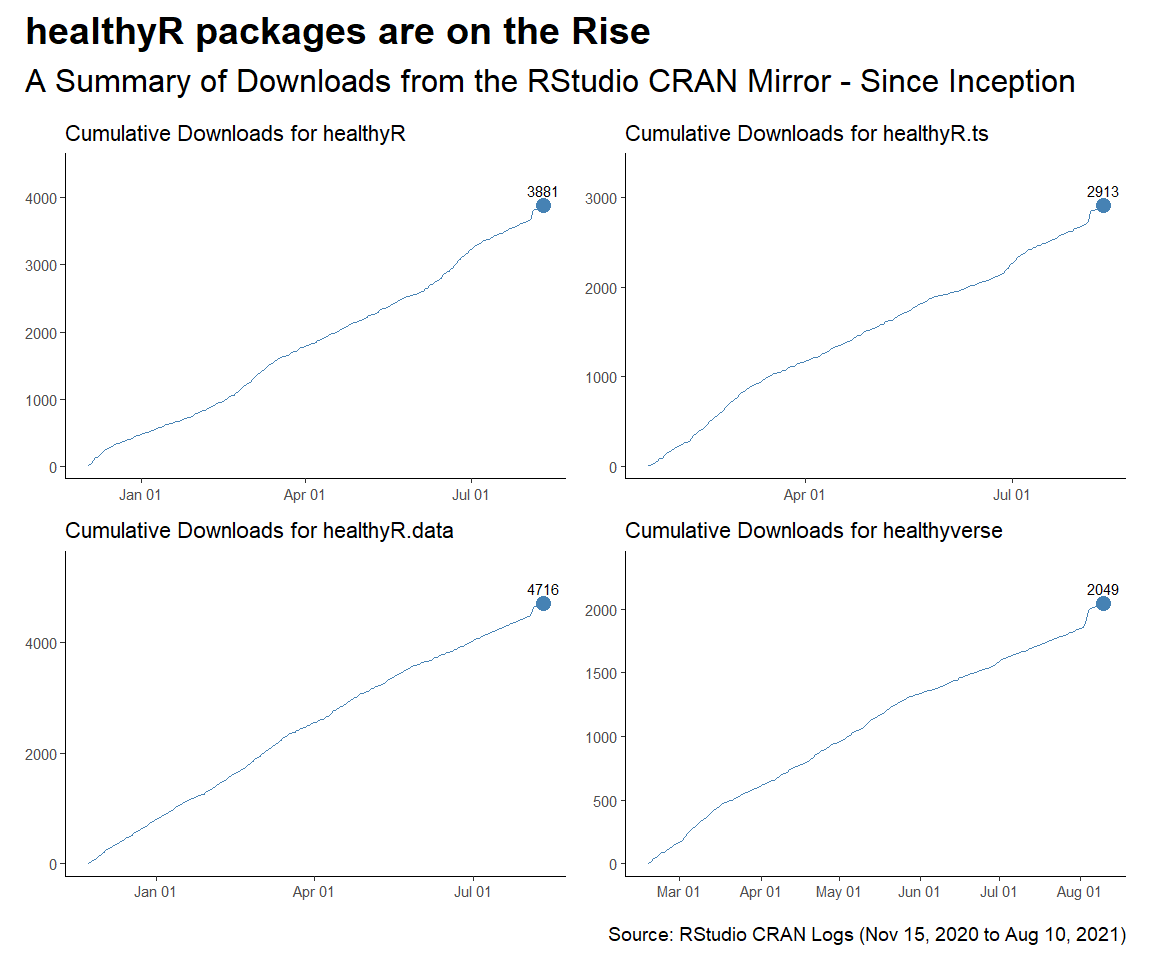 healthyR packages are on the Rise
A Summary of Downloads from the RStudio CRAN Mirror - Since Inception
Cumulative Downloads for healthyR
3881
4000
3000
2000
1000
0
Jan 01 Apr 01 Jul 01
Cumulative Downloads for healthyR.ts
2913
3000
2000
1000
0
Apr 01 Jul 01
Cumulative Downloads for healthyR.data
4716
4000
2000
0
Jan 01 Apr 01 Jul 01
Cumulative Downloads for healthyverse
2049
2000
1500
1000
500
0
Mar 01 Apr 01 May 01 Jun 01 Jul 01 Aug 01
Source: RStudio CRAN Logs (Nov 15, 2020 to Aug 10, 2021)